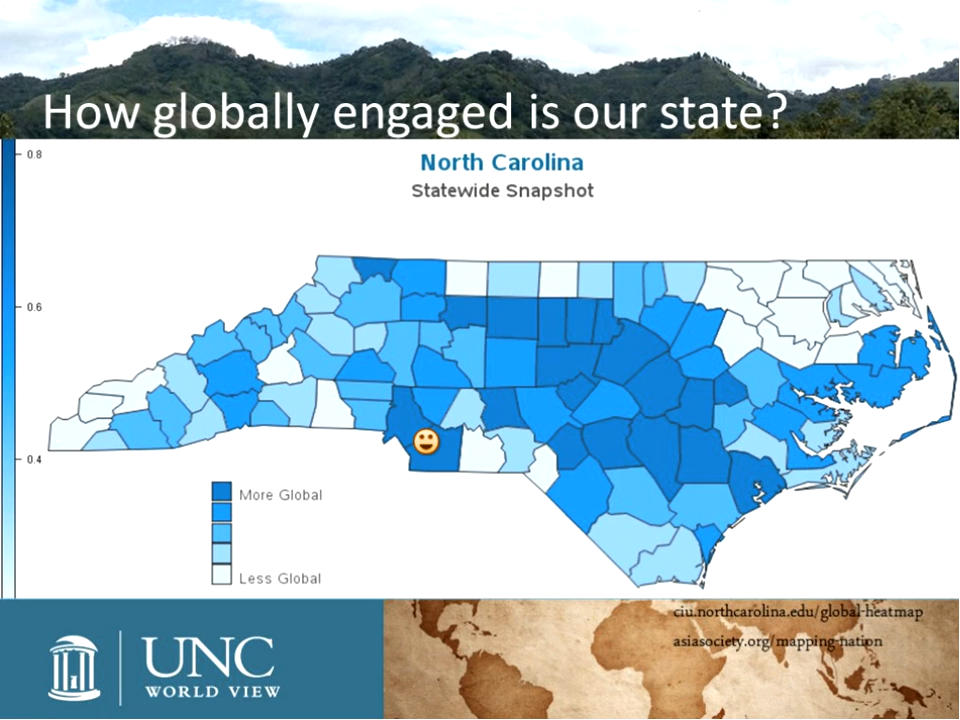 How globally engaged is our state?
0.8
North Carolina
Statewide Snapshot
0.6
0.4
More Global
Less Global
ciu.northcarolina.edu/global-heatmap
asiasociety.org/mapping-nation
UNC
WORLD VIEW